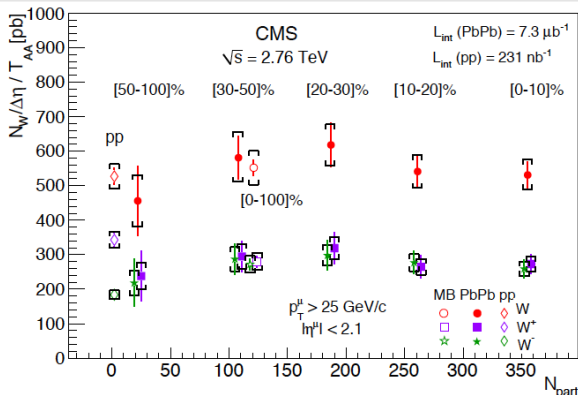 CMS
√s = 2.76 TeV
L_int (PbPb) = 7.3 μb⁻¹
L_int (pp) = 231 nb⁻¹
[50-100]% [30-50]% [20-30]% [10-20]% [0-10]%
pp
[0-100]%
p_T^μ > 25 GeV/c
|η^μ| < 2.1
MB PbPb pp
W
W⁺
W⁻
N_W/Δη / T_AA [pb]
1000
900
800
700
600
500
400
300
200
100
0
0 50 100 150 200 250 300 350 400
N_part